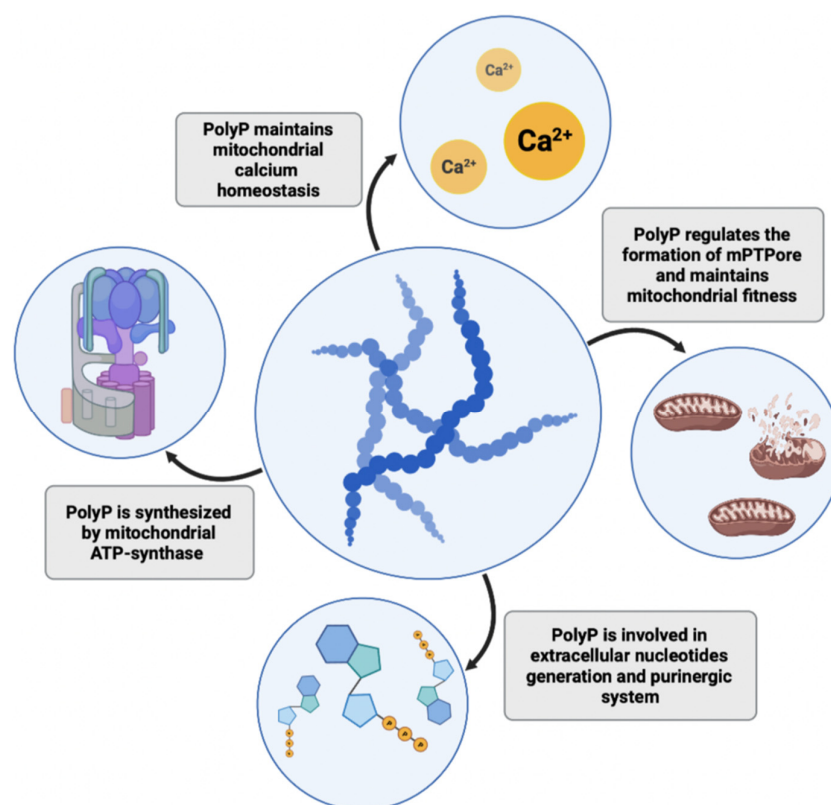 Ca²⁺
Ca²⁺
Ca²⁺
PolyP maintains
mitochondrial
calcium
homeostasis
PolyP regulates the
formation of mPTPore
and maintains
mitochondrial fitness
PolyP is synthesized
by mitochondrial
ATP-synthase
PolyP is involved in
extracellular nucleotides
generation and purinergic
system